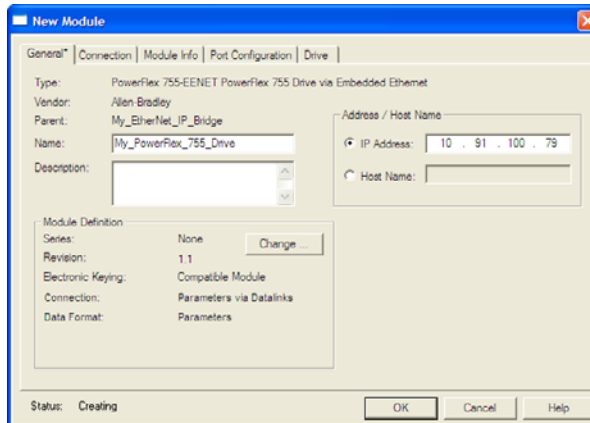 New Module
General* Connection Module Info Port Configuration Drive
Type: PowerFlex 755-EENET PowerFlex 755 Drive via Embedded Ethernet
Vendor: Allen-Bradley
Parent: My_EtherNet_IP_Bridge
Name: My_PowerFlex_755_Drive
Description:
Address / Host Name
IP Address: 10 . 91 . 100 . 79
Host Name:
Module Definition
Series: None
Change ...
Revision: 1.1
Electronic Keying: Compatible Module
Connection: Parameters via Datalinks
Data Format: Parameters
Status: Creating
OK Cancel Help